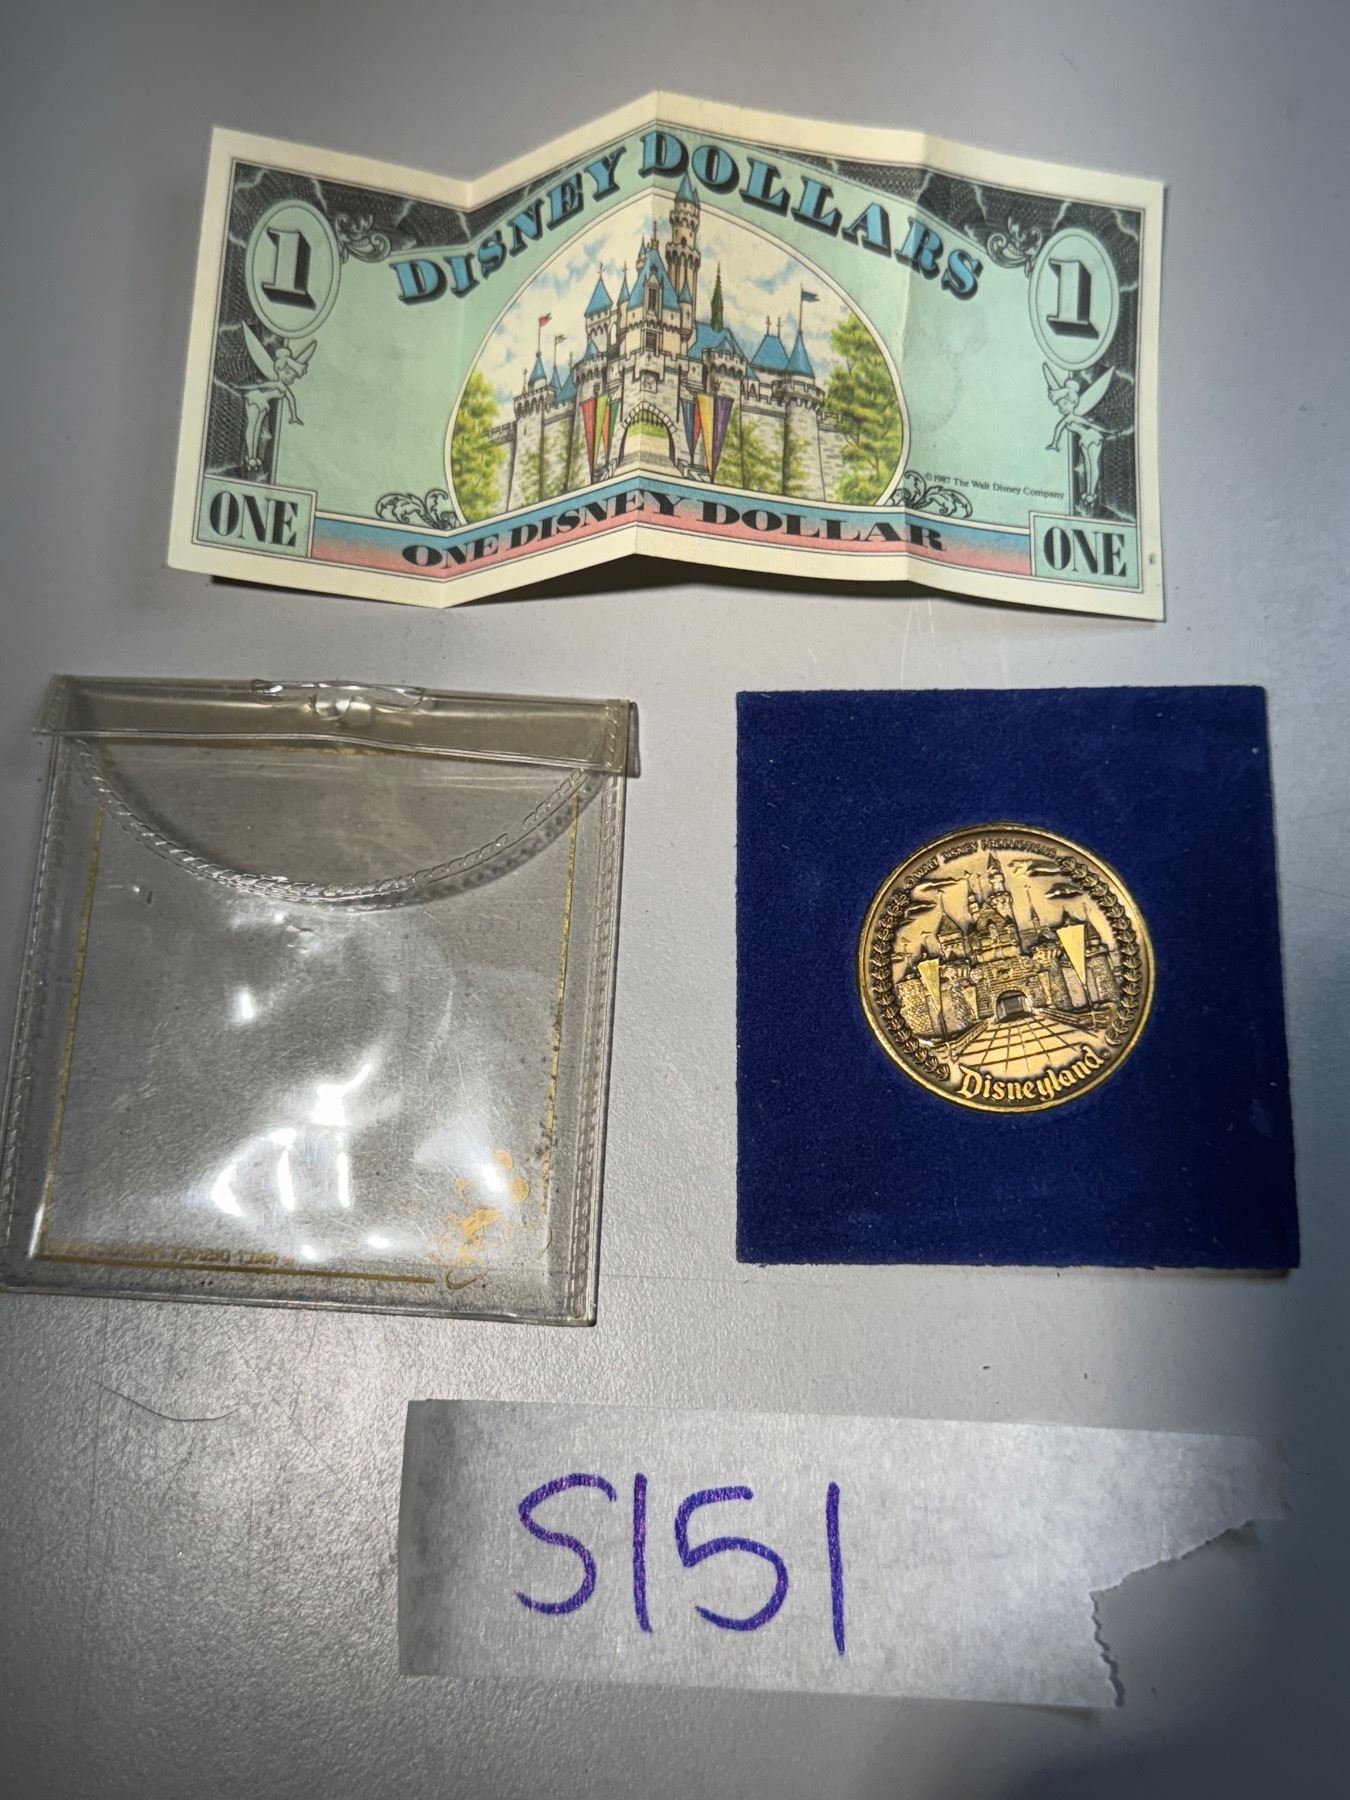 DISNEY DOLLARS
1
1
©1987 The Walt Disney Company
ONE
ONE DISNEY DOLLAR
ONE
© WALT DISNEY PRODUCTIONS
Disneyland®
S151